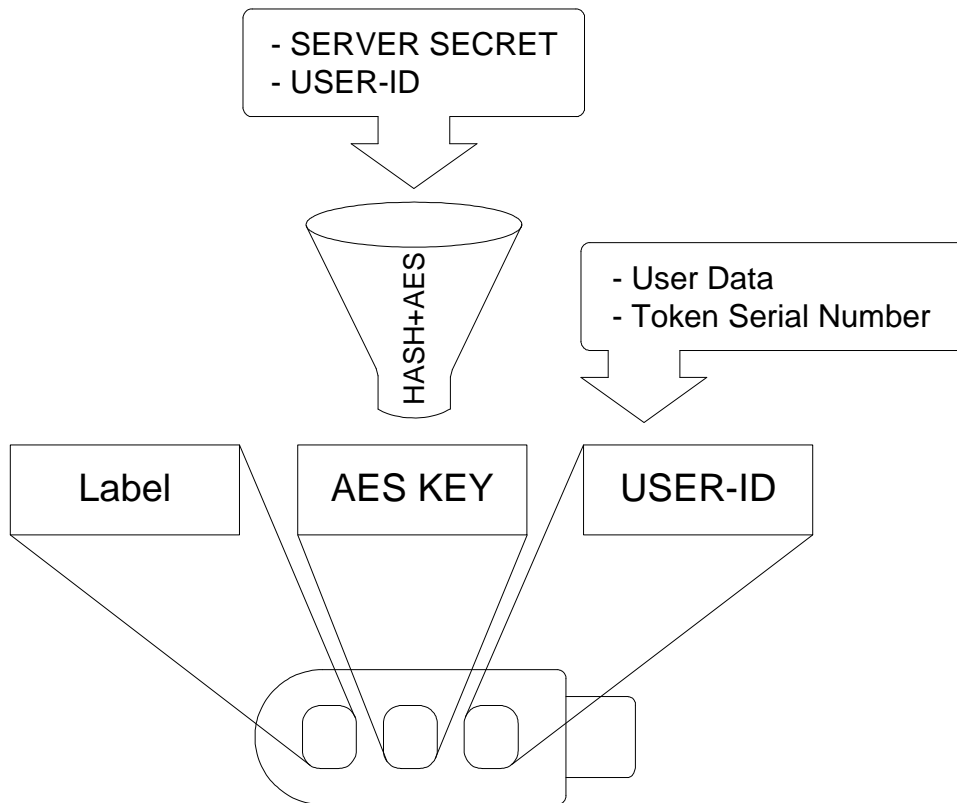 - SERVER SECRET
- USER-ID
HASH+AES
- User Data
- Token Serial Number
Label
AES KEY
USER-ID